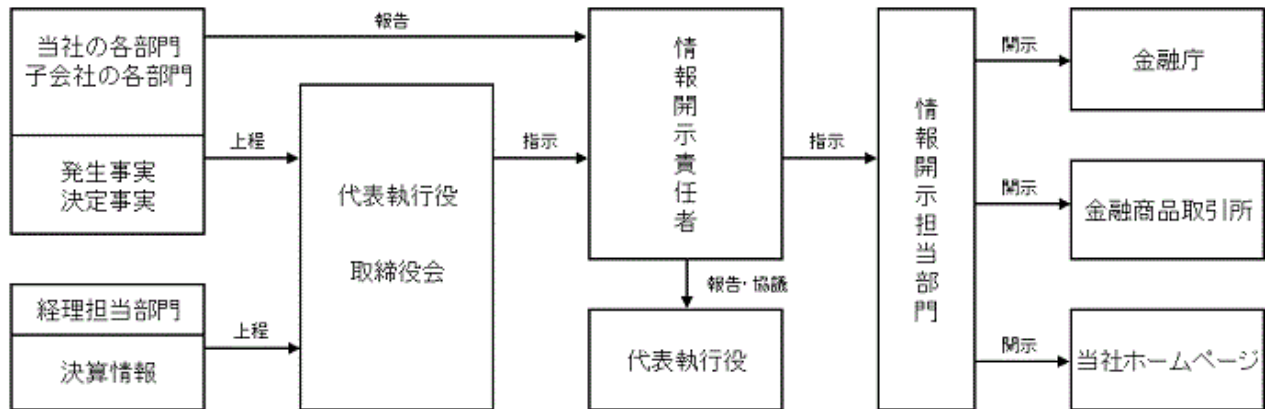 当社の各部門
子会社の各部門
発生事実
決定事実
経理担当部門
決算情報
報告
上程
上程
代表執行役
取締役会
指示
情報開示責任者
報告・協議
代表執行役
指示
情報開示担当部門
開示
金融庁
開示
金融商品取引所
開示
当社ホームページ